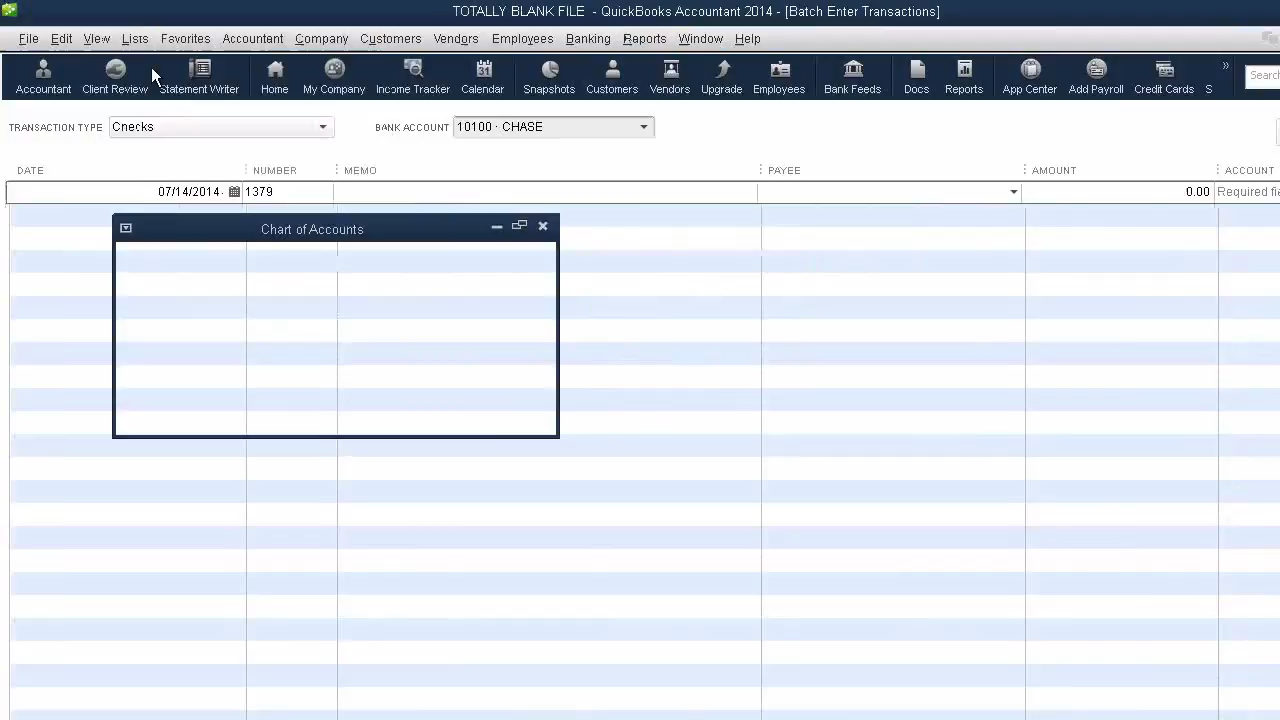 TOTALLY BLANK FILE - QuickBooks Accountant 2014 - [Batch Enter Transactions]
File Edit View Lists Favorites Accountant Company Customers Vendors Employees Banking Reports Window Help
31
Accountant Client Review Statement Writer Home My Company Income Tracker Calendar Snaps Customers Vendors Upgrade Employees Bank Feeds Docs Reports App Center Add Payroll Credit Cards S » Search
TRANSACTION TYPE Checks BANK ACCOUNT 10100 · CHASE
DATE NUMBER MEMO PAYEE AMOUNT ACCOUNT
07/14/2014 1379 0.00 Required fie
Chart of Accounts